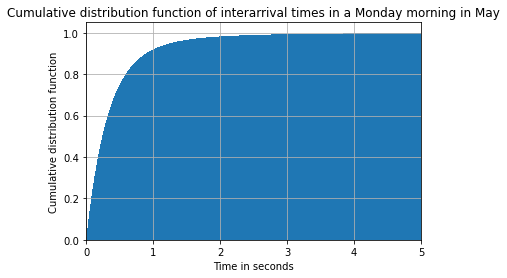 Cumulative distribution function of interarrival times in a Monday morning in May
1.0
0.8
0.6
0.4
0.2
0.0
Cumulative distribution function
0 1 2 3 4 5
Time in seconds